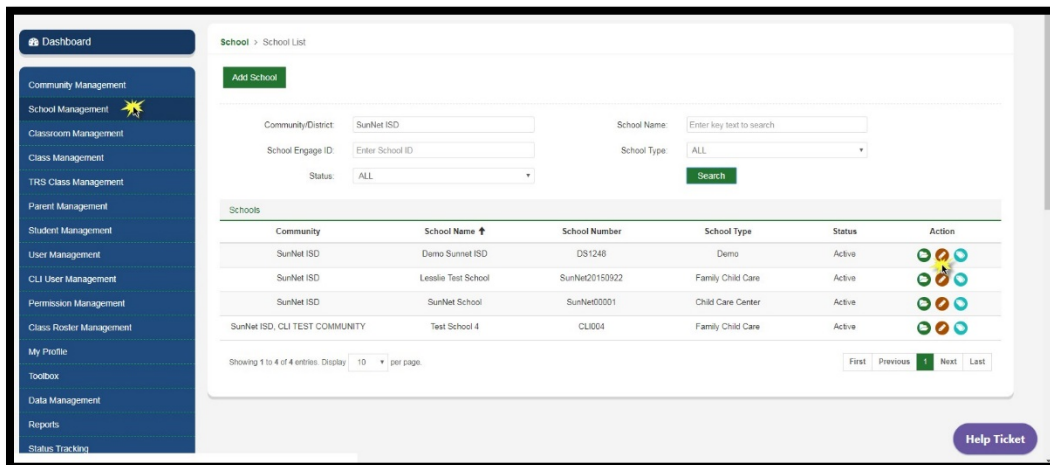 Dashboard
Community Management
School Management
Classroom Management
Class Management
TRS Class Management
Parent Management
Student Management
User Management
CLI User Management
Permission Management
Class Roster Management
My Profile
Toolbox
Data Management
Reports
Status Tracking
School > School List
Add School
Community/District: SunNet ISD School Name: Enter key text to search
School Engage ID: Enter School ID School Type: ALL
Status: ALL Search
Schools
Community School Name School Number School Type Status Action
SunNet ISD Demo Sunnet ISD DS1248 Demo Active
SunNet ISD Lesslie Test School SunNet20150922 Family Child Care Active
SunNet ISD SunNet School SunNet00001 Child Care Center Active
SunNet ISD, CLI TEST COMMUNITY Test School 4 CLI004 Family Child Care Active
Showing 1 to 4 of 4 entries. Display 10 per page. First Previous 1 Next Last
Help Ticket